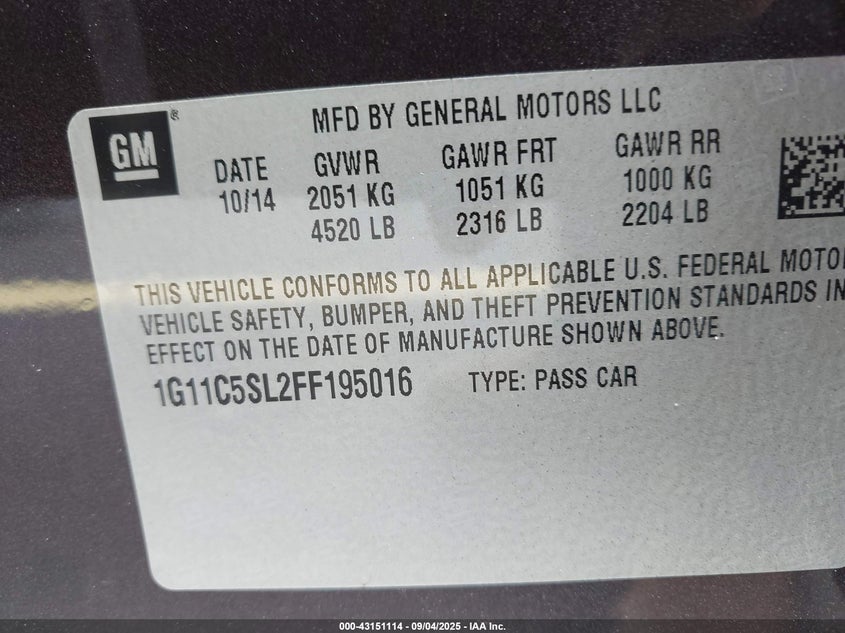 GM®
MFD BY GENERAL MOTORS LLC
DATE GVWR GAWR FRT GAWR RR
10/14 2051 KG 1051 KG 1000 KG
4520 LB 2316 LB 2204 LB
THIS VEHICLE CONFORMS TO ALL APPLICABLE U.S. FEDERAL MOTO
VEHICLE SAFETY, BUMPER, AND THEFT PREVENTION STANDARDS IN
EFFECT ON THE DATE OF MANUFACTURE SHOWN ABOVE.
1G11C5SL2FF195016 TYPE: PASS CAR
000-43151114 - 09/04/2025 - IAA Inc.